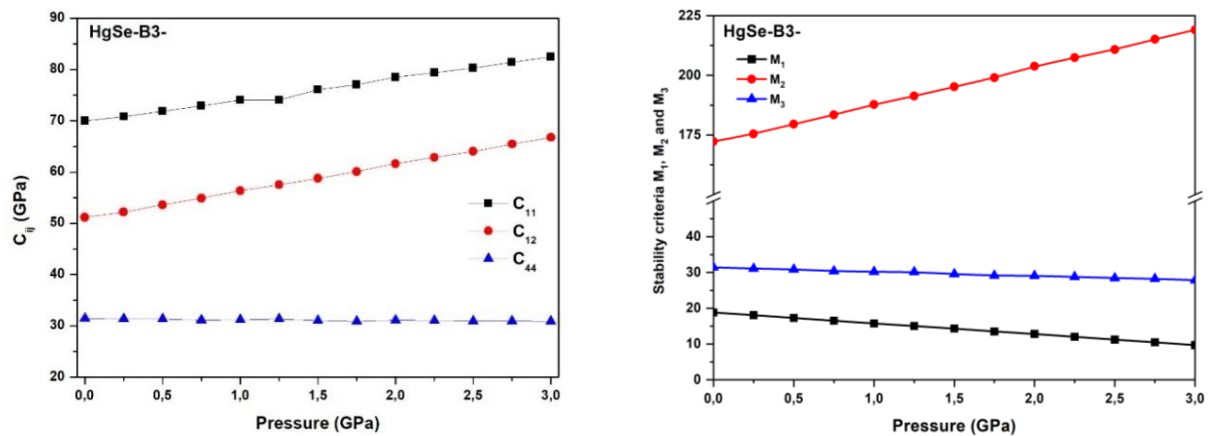 HgSe-B3-
C11
C12
C44
Cij (GPa)
90
80
70
60
50
40
30
20
0,0 0,5 1,0 1,5 2,0 2,5 3,0
Pressure (GPa)
HgSe-B3-
M1
M2
M3
Stability criteria M1, M2 and M3
225
200
175
40
30
20
10
0
0,0 0,5 1,0 1,5 2,0 2,5 3,0
Pressure (GPa)